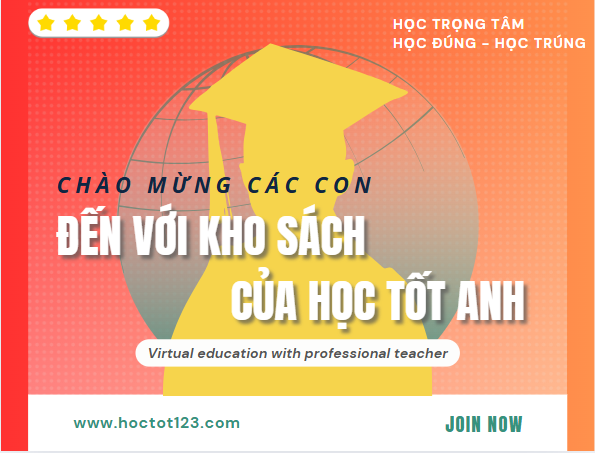 HỌC TRỌNG TÂM
HỌC ĐÚNG - HỌC TRÚNG
CHÀO MỪNG CÁC CON
ĐẾN VỚI KHO SÁCH
CỦA HỌC TỐT ANH
Virtual education with professional teacher
www.hoctot123.com
JOIN NOW